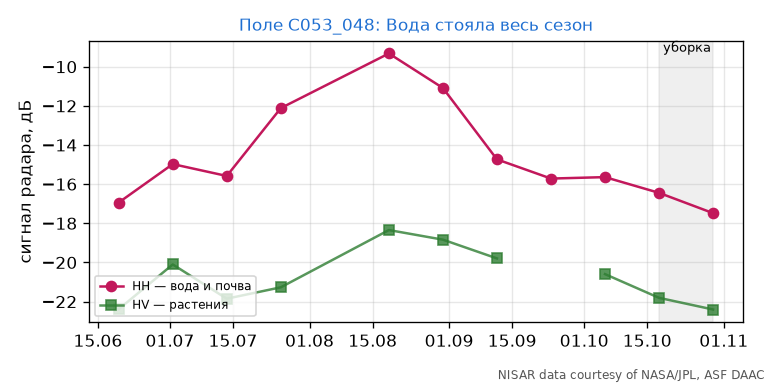 Поле C053_048: Вода стояла весь сезон
уборка
сигнал радара, дБ
−10
−12
−14
−16
−18
−20
−22
HH — вода и почва
HV — растения
15.06 01.07 15.07 01.08 15.08 01.09 15.09 01.10 15.10 01.11
NISAR data courtesy of NASA/JPL, ASF DAAC